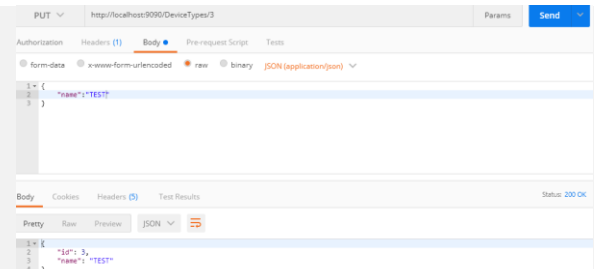 PUT http://localhost:9090/DeviceTypes/3 Params Send
Authorization Headers (1) Body Pre-request Script Tests
form-data x-www-form-urlencoded raw binary JSON (application/json)
1 {
2 "name":"TEST"
3 }
Body Cookies Headers (5) Test Results Status: 200 OK
Pretty Raw Preview JSON
1 {
2 "id": 3,
3 "name": "TEST"
4 }